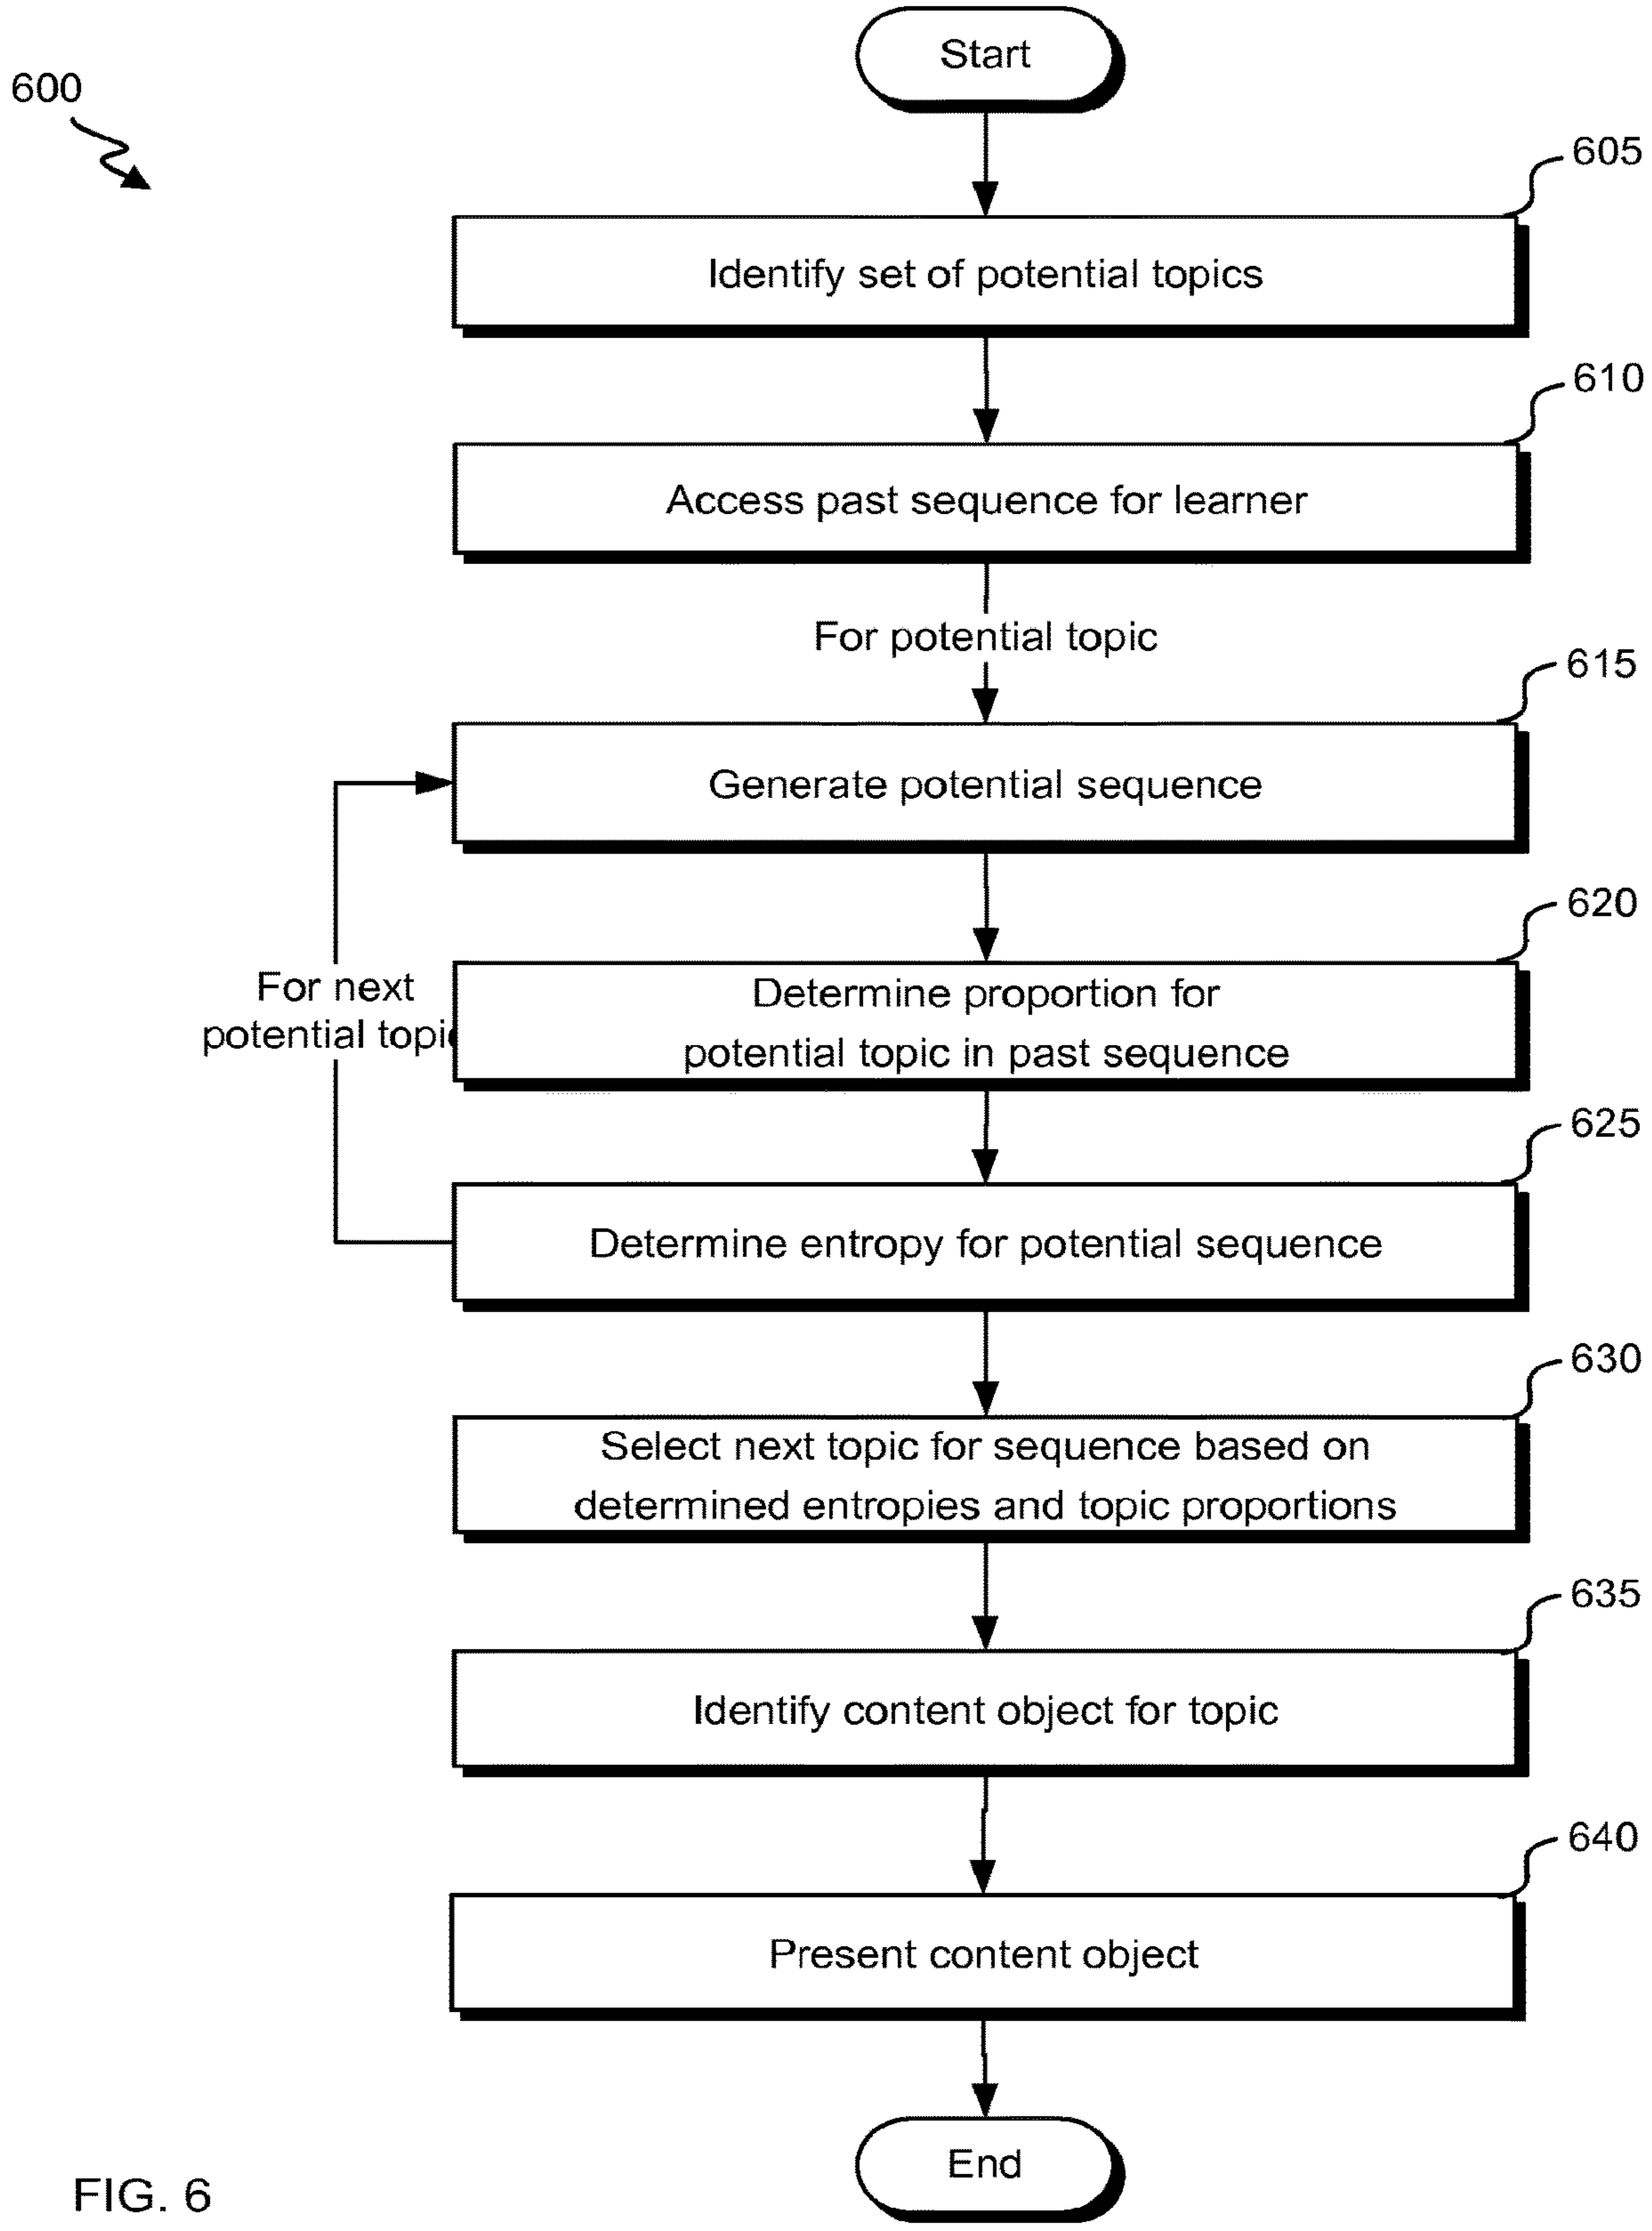 Start
600
605
Identify set of potential topics
610
Access past sequence for learner
For potential topic
615
Generate potential sequence
620
For next
potential topic
Determine proportion for
potential topic in past sequence
625
Determine entropy for potential sequence
630
Select next topic for sequence based on
determined entropies and topic proportions
635
Identify content object for topic
640
Present content object
End
FIG. 6